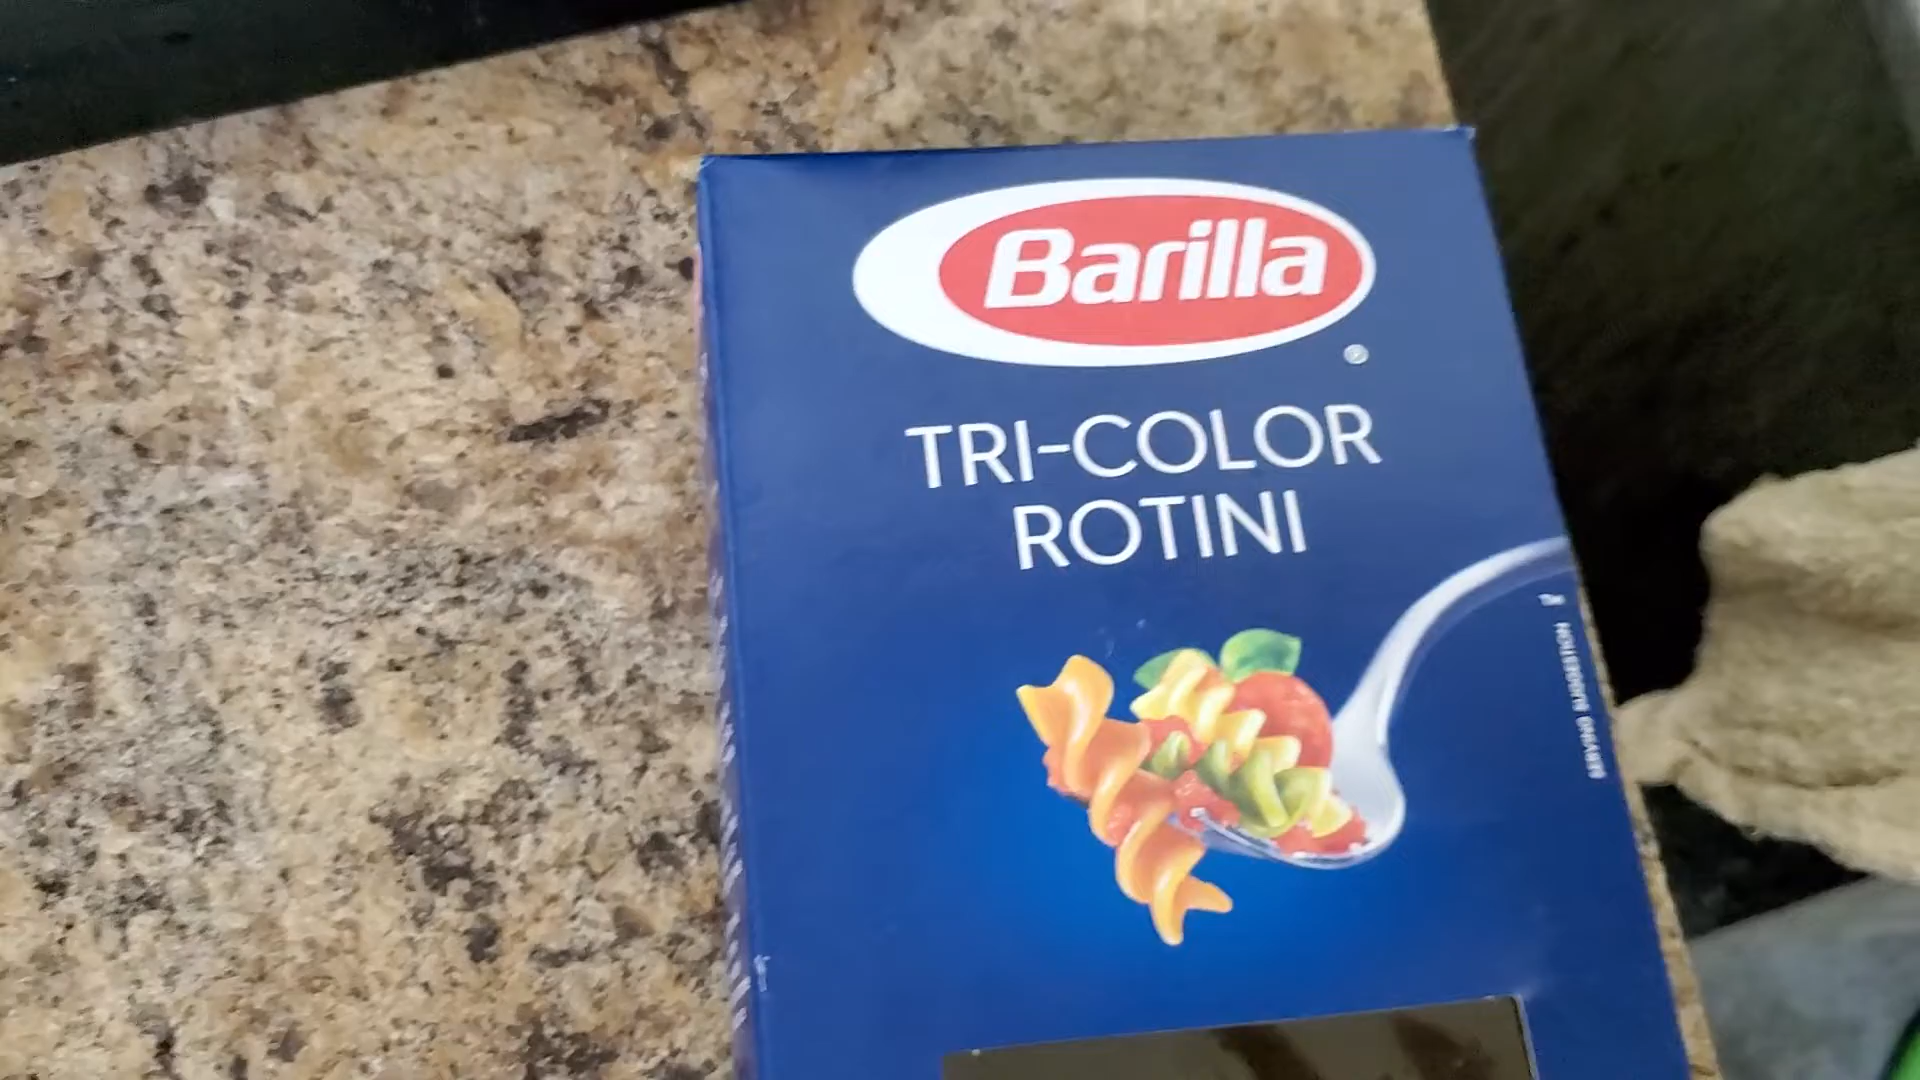 Barilla
®
TRI-COLOR
ROTINI
SERVING SUGGESTION